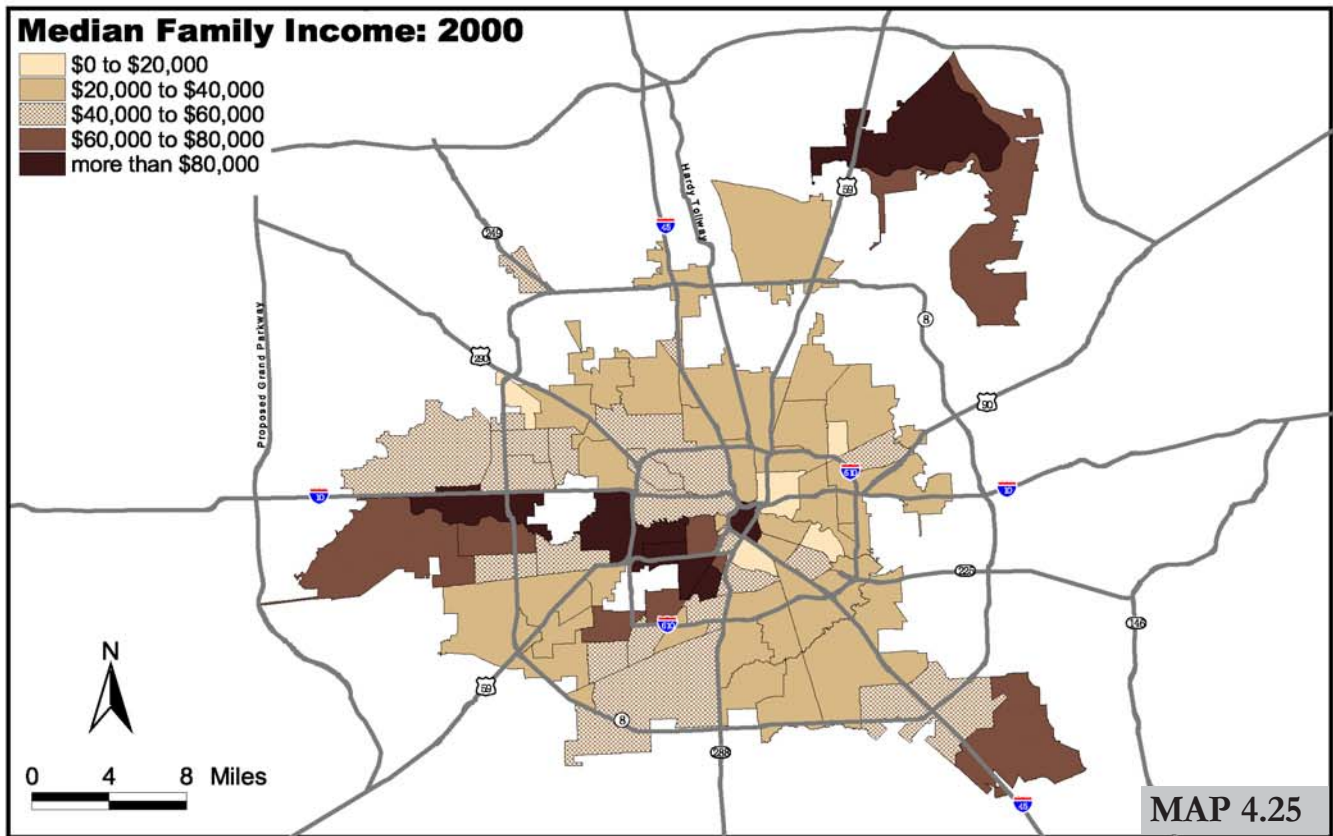 Median Family Income: 2000
$0 to $20,000
$20,000 to $40,000
$40,000 to $60,000
$60,000 to $80,000
more than $80,000
Hardy Tollway
59
45
249
8
Proposed Grand Parkway
290
90
610
10
10
225
610
146
N
59
8
288
0 4 8 Miles
45
MAP 4.25